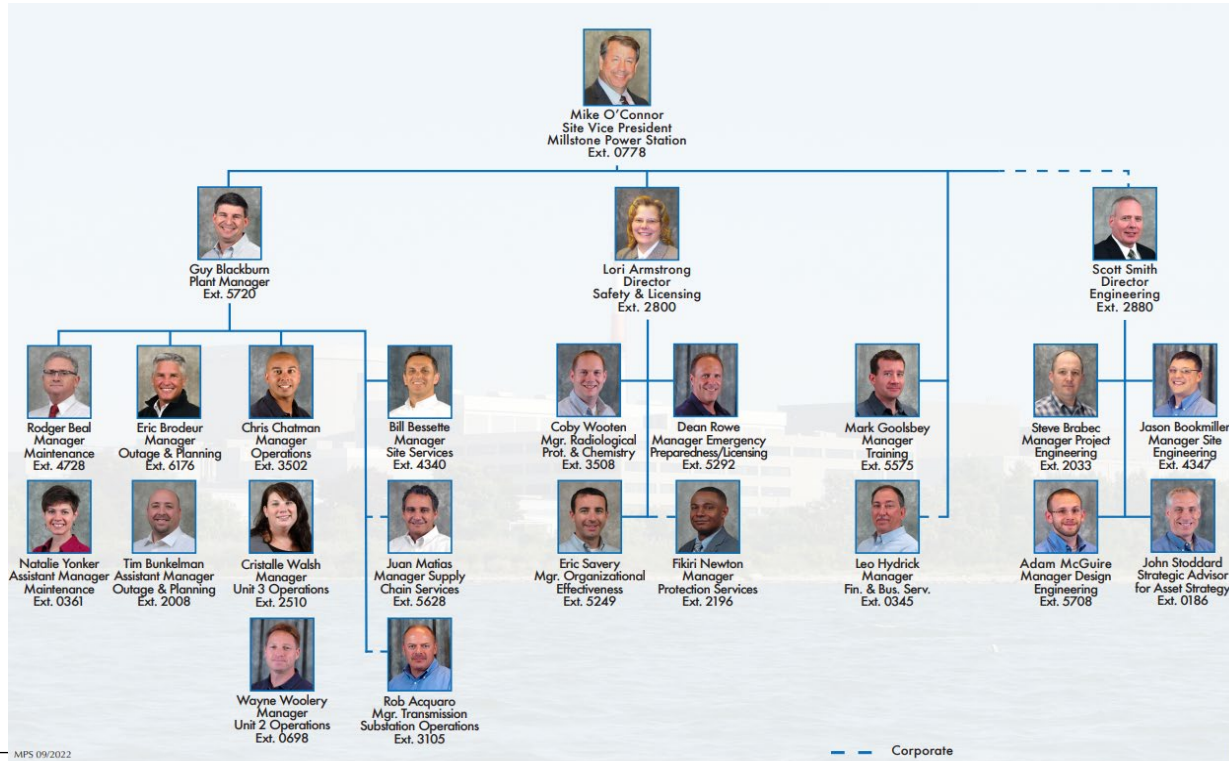 Mike O'Connor
Site Vice President
Millstone Power Station
Ext. 0778
Guy Blackburn
Plant Manager
Ext. 5720
Lori Armstrong
Director
Safety & Licensing
Ext. 2800
Scott Smith
Director
Engineering
Ext. 2880
Rodger Beal
Manager
Maintenance
Ext. 4728
Eric Brodeur
Manager
Outage & Planning
Ext. 6176
Chris Chatman
Manager
Operations
Ext. 3502
Bill Bessette
Manager
Site Services
Ext. 4340
Coby Wooten
Mgr. Radiological
Prot. & Chemistry
Ext. 3508
Dean Rowe
Manager Emergency
Preparedness/Licensing
Ext. 5292
Mark Goolsbey
Manager
Training
Ext. 5575
Steve Brabec
Manager Project
Engineering
Ext. 2033
Jason Bookmiller
Manager Site
Engineering
Ext. 4347
Natalie Yonker
Assistant Manager
Maintenance
Ext. 0361
Tim Bunkelman
Assistant Manager
Outage & Planning
Ext. 2008
Cristalle Walsh
Manager
Unit 3 Operations
Ext. 2510
Juan Matias
Manager Supply
Chain Services
Ext. 5628
Eric Savery
Mgr. Organizational
Effectiveness
Ext. 5249
Fikiri Newton
Manager
Protection Services
Ext. 2196
Leo Hydrick
Manager
Fin. & Bus. Serv.
Ext. 0345
Adam McGuire
Manager Design
Engineering
Ext. 5708
John Stoddard
Strategic Advisor
for Asset Strategy
Ext. 0186
Wayne Woolery
Manager
Unit 2 Operations
Ext. 0698
Rob Acquaro
Mgr. Transmission
Substation Operations
Ext. 3105
MPS 09/2022
Corporate